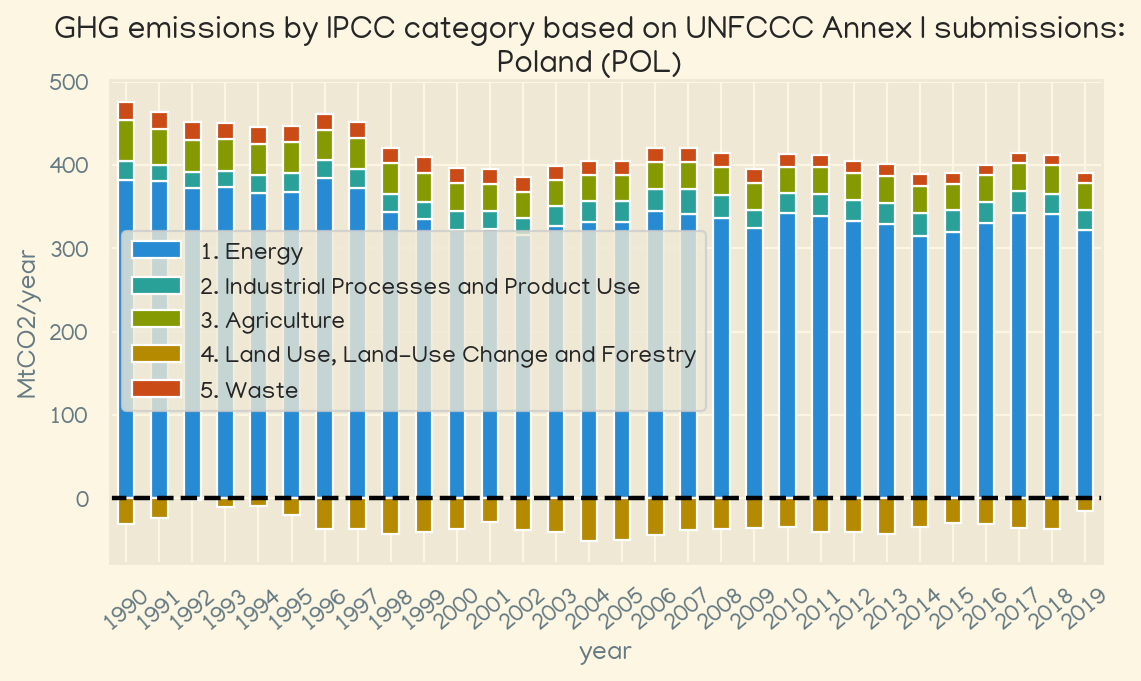 GHG emissions by IPCC category based on UNFCCC Annex I submissions:
Poland (POL)
MtCO2/year
500
400
300
200
100
0
1. Energy
2. Industrial Processes and Product Use
3. Agriculture
4. Land Use, Land-Use Change and Forestry
5. Waste
1990 1991 1992 1993 1994 1995 1996 1997 1998 1999 2000 2001 2002 2003 2004 2005 2006 2007 2008 2009 2010 2011 2012 2013 2014 2015 2016 2017 2018 2019
year